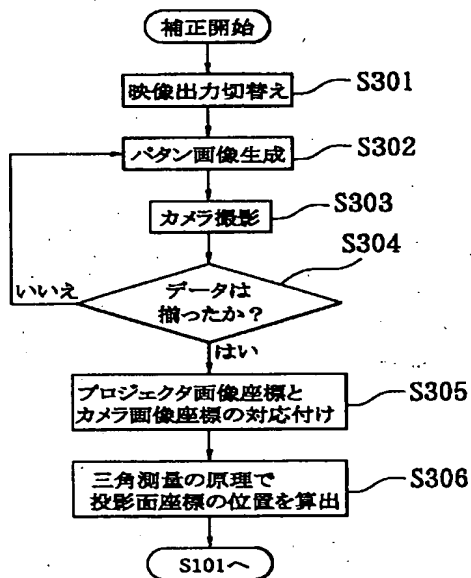 補正開始
映像出力切替え
S301
パタン画像生成
S302
カメラ撮影
S303
データは
揃ったか？
S304
いいえ
はい
プロジェクタ画像座標と
カメラ画像座標の対応付け
S305
三角測量の原理で
投影面座標の位置を算出
S306
S101へ